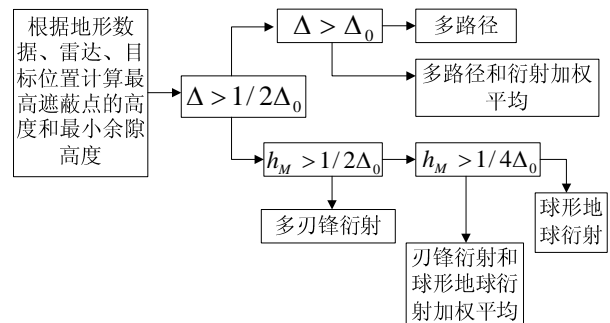 根据地形数
据、雷达、目
标位置计算最
高遮蔽点的高
度和最小余隙
高度
Δ > 1/2Δ₀
Δ > Δ₀
多路径
多路径和衍射加权
平均
h_M > 1/2Δ₀
h_M > 1/4Δ₀
多刃锋衍射
刃锋衍射和
球形地球衍
射加权平均
球形地
球衍射